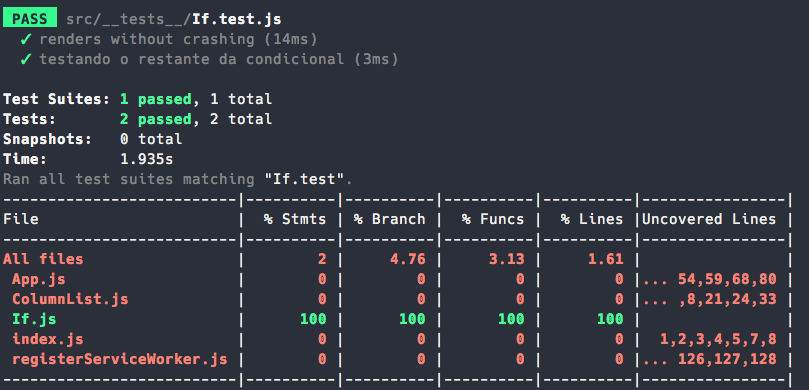 PASS src/__tests__/If.test.js
✓ renders without crashing (14ms)
✓ testando o restante da condicional (3ms)
Test Suites: 1 passed, 1 total
Tests:       2 passed, 2 total
Snapshots:   0 total
Time:        1.935s
Ran all test suites matching "If.test".
--------------------------|----------|----------|----------|----------|----------------|
File                      |  % Stmts | % Branch |  % Funcs |  % Lines |Uncovered Lines |
--------------------------|----------|----------|----------|----------|----------------|
All files                 |        2 |     4.76 |     3.13 |     1.61 |                |
 App.js                   |        0 |        0 |        0 |        0 |... 54,59,68,80 |
 ColumnList.js            |        0 |        0 |        0 |        0 |... ,8,21,24,33 |
 If.js                    |      100 |      100 |      100 |      100 |                |
 index.js                 |        0 |        0 |        0 |        0 |  1,2,3,4,5,7,8 |
 registerServiceWorker.js |        0 |        0 |        0 |        0 |... 126,127,128 |
--------------------------|----------|----------|----------|----------|----------------|